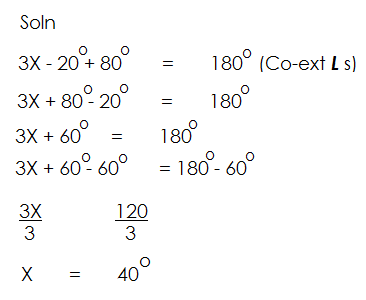 Soln
3X - 20° + 80° = 180° (Co-ext L s)
3X + 80° - 20° = 180°
3X + 60° = 180°
3X + 60° - 60° = 180° - 60°
3X 120
3 3
X = 40°